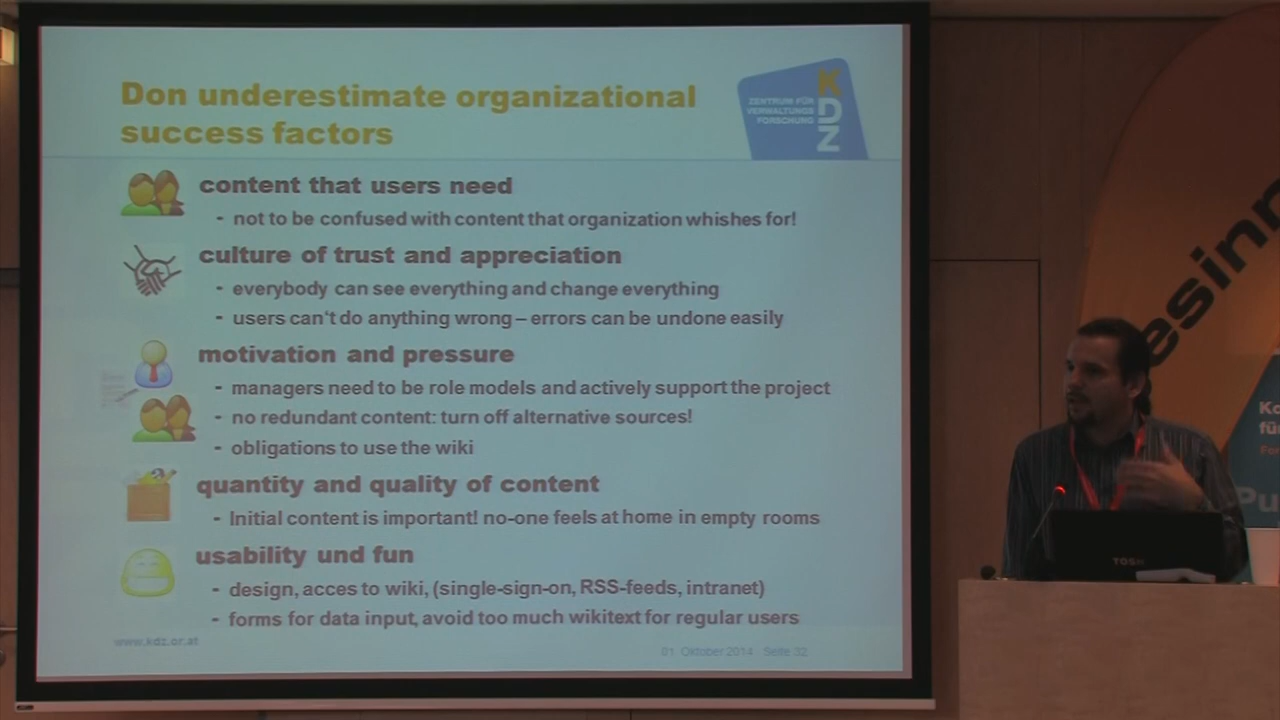 Don underestimate organizational
success factors
ZENTRUM FÜR
VERWALTUNGS
FORSCHUNG
KDZ
content that users need
- not to be confused with content that organization whishes for!
culture of trust and appreciation
- everybody can see everything and change everything
- users can't do anything wrong – errors can be undone easily
motivation and pressure
- managers need to be role models and actively support the project
- no redundant content: turn off alternative sources!
- obligations to use the wiki
quantity and quality of content
- Initial content is important! no-one feels at home in empty rooms
usability und fun
- design, acces to wiki, (single-sign-on, RSS-feeds, intranet)
- forms for data input, avoid too much wikitext for regular users
www.kdz.or.at
01. Oktober 2014 · Seite 32
esinn
Ko
für
For
Pu
TOSH